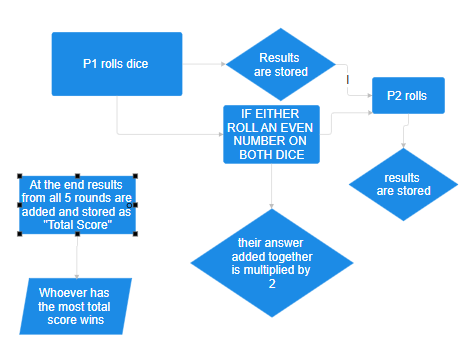 P1 rolls dice
Results
are stored
P2 rolls
IF EITHER
ROLL AN EVEN
NUMBER ON
BOTH DICE
results
are stored
At the end results
from all 5 rounds are
added and stored as
"Total Score"
their answer
added together
is multiplied by
2
Whoever has
the most total
score wins